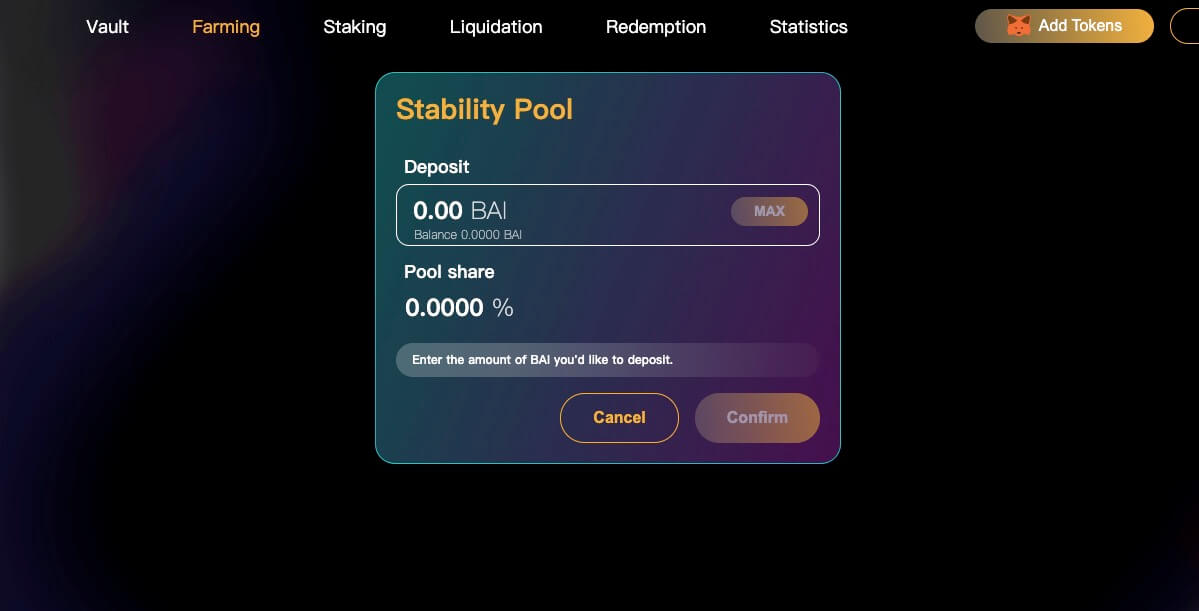 Vault Farming Staking Liquidation Redemption Statistics Add Tokens
Stability Pool
Deposit
0.00 BAI MAX
Balance 0.0000 BAI
Pool share
0.0000 %
Enter the amount of BAI you'd like to deposit.
Cancel Confirm